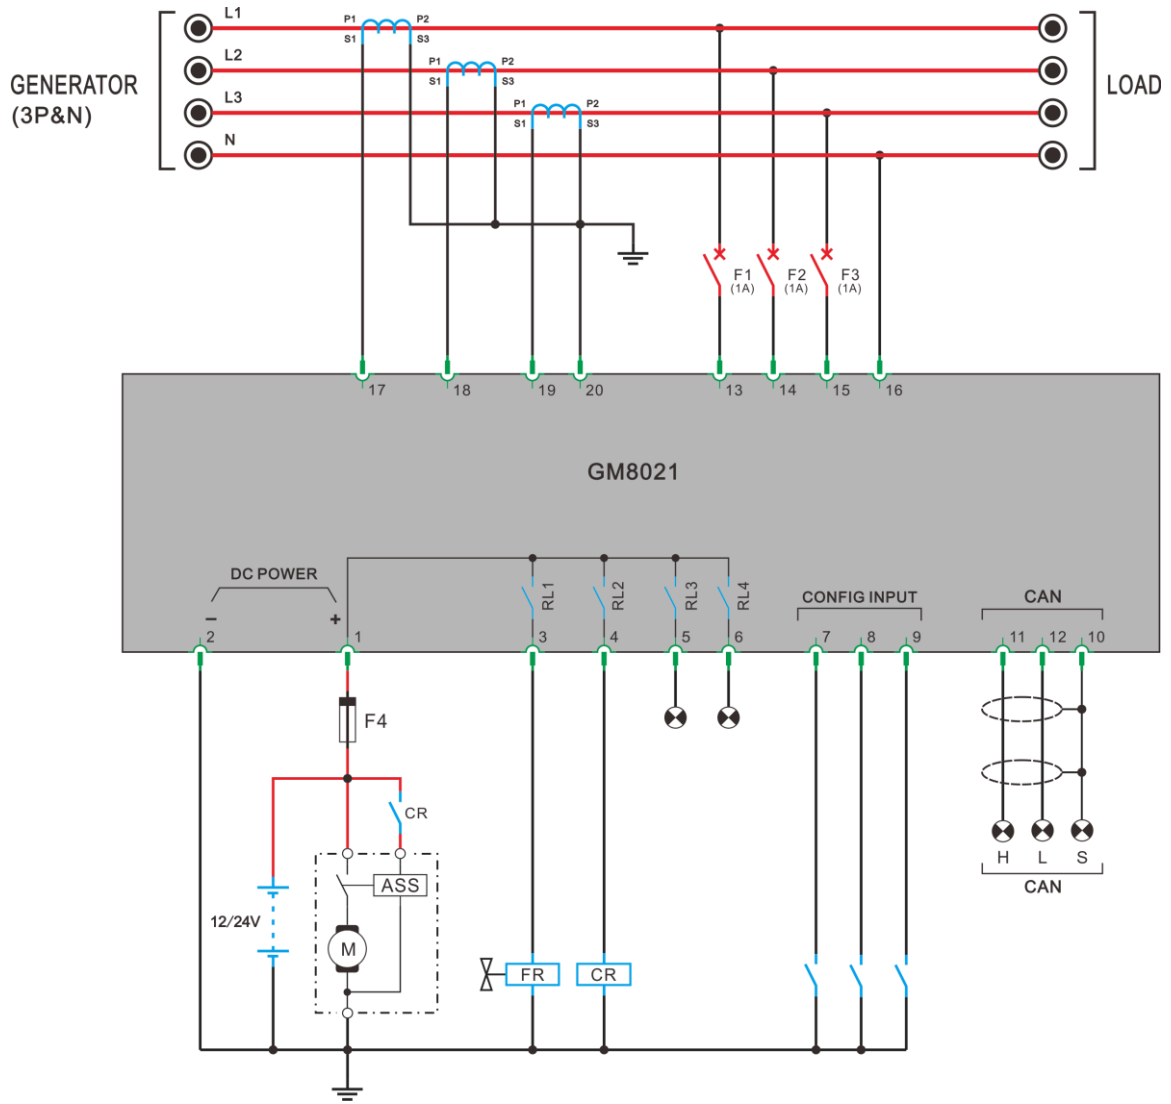 L1
P1 P2
S1 S3
L2
P1 P2
S1 S3
GENERATOR
(3P&N)
L3
P1 P2
S1 S3
N
LOAD
F1
(1A)
F2
(1A)
F3
(1A)
17 18 19 20 13 14 15 16
GM8021
DC POWER
− +
RL1 RL2 RL3 RL4
CONFIG INPUT
CAN
2 1 3 4 5 6 7 8 9 11 12 10
F4
CR
ASS
12/24V
M
FR
CR
H L S
CAN